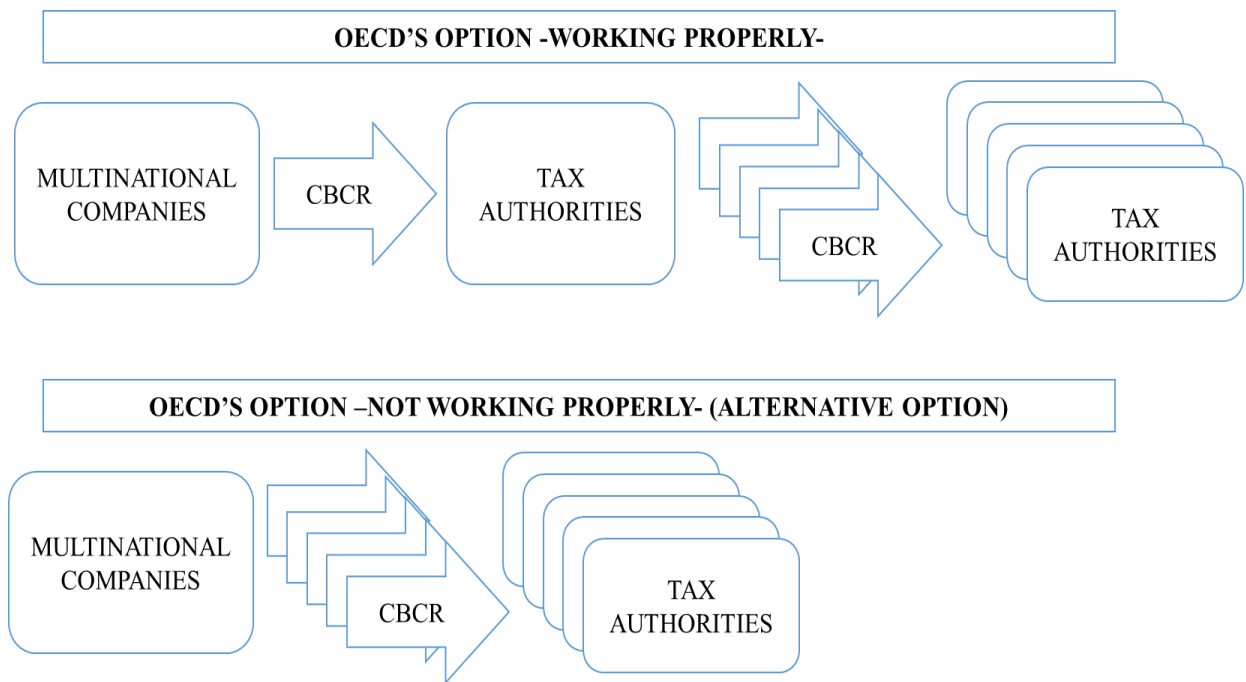 OECD’S OPTION -WORKING PROPERLY-
MULTINATIONAL
COMPANIES
CBCR
TAX
AUTHORITIES
CBCR
TAX
AUTHORITIES
OECD’S OPTION –NOT WORKING PROPERLY- (ALTERNATIVE OPTION)
MULTINATIONAL
COMPANIES
CBCR
TAX
AUTHORITIES